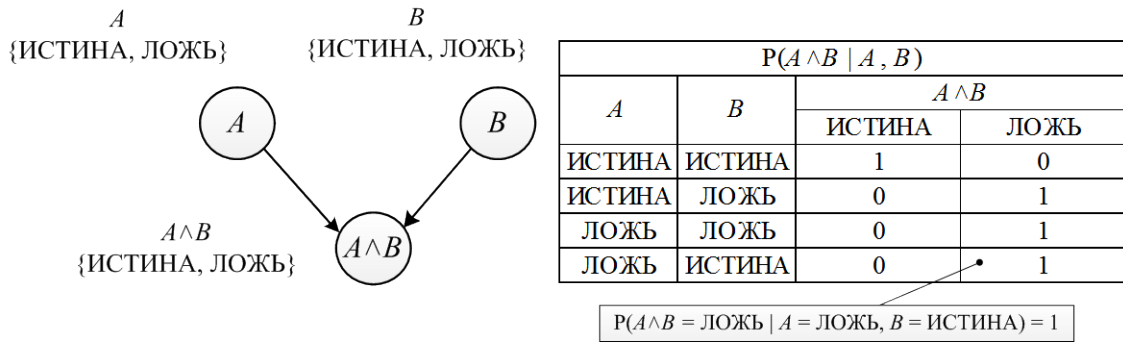 A
{ИСТИНА, ЛОЖЬ}
B
{ИСТИНА, ЛОЖЬ}
A
B
A∧B
{ИСТИНА, ЛОЖЬ}
A∧B
P(A∧B | A, B)
A B A∧B
ИСТИНА ЛОЖЬ
ИСТИНА ИСТИНА 1 0
ИСТИНА ЛОЖЬ 0 1
ЛОЖЬ ЛОЖЬ 0 1
ЛОЖЬ ИСТИНА 0 1
P(A∧B = ЛОЖЬ | A = ЛОЖЬ, B = ИСТИНА) = 1